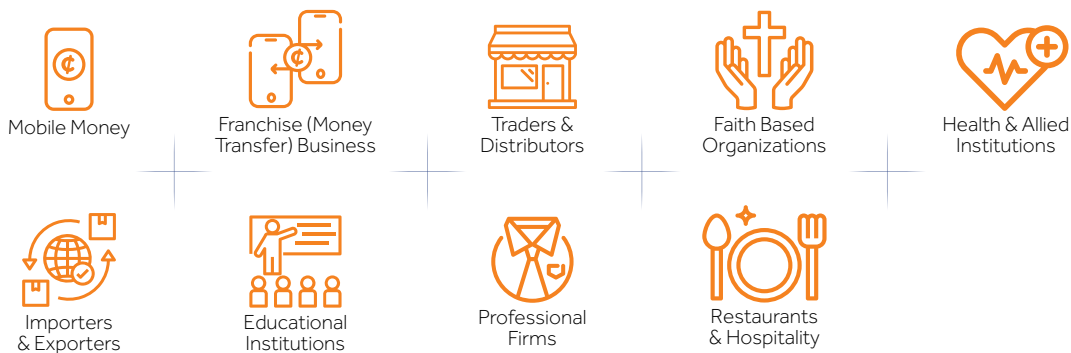 Mobile Money
Franchise (Money
Transfer) Business
Traders &
Distributors
Faith Based
Organizations
Health & Allied
Institutions
Importers
& Exporters
Educational
Institutions
Professional
Firms
Restaurants
& Hospitality